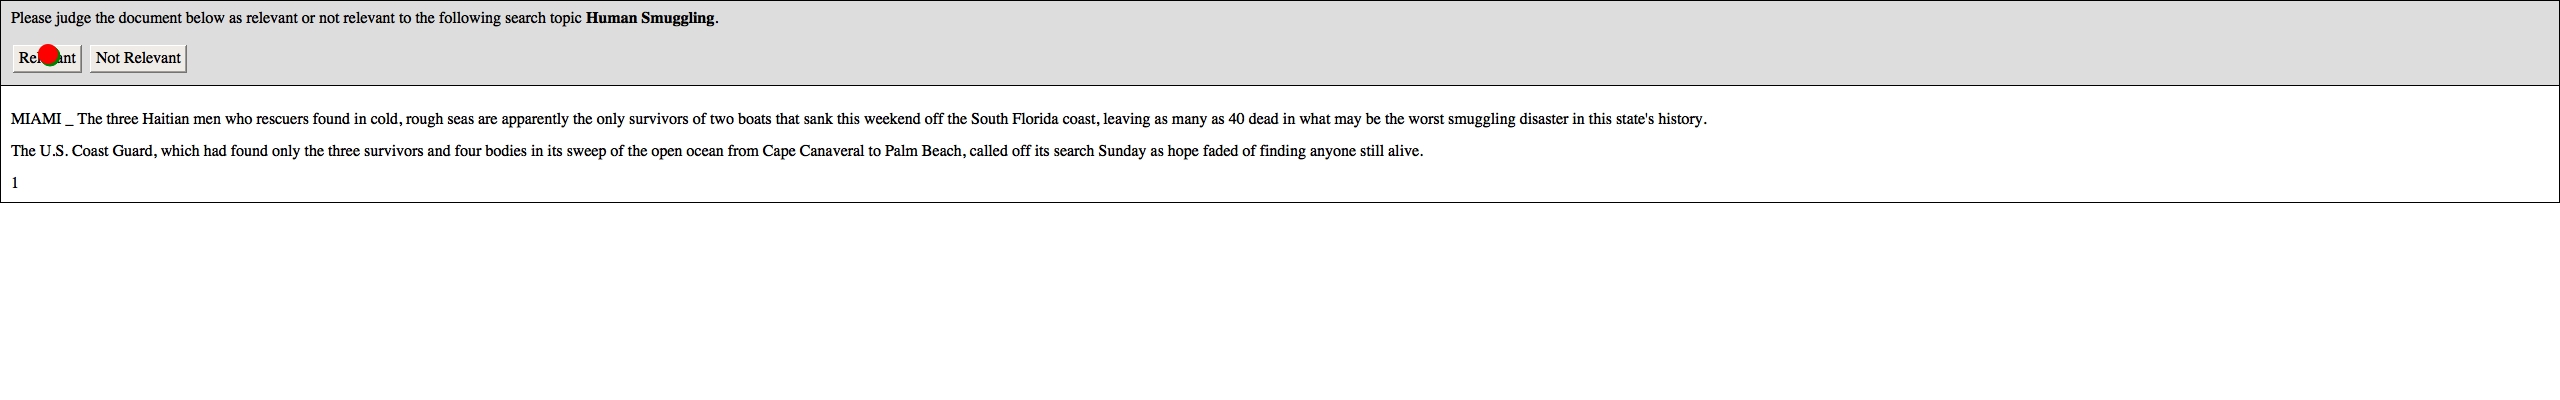 Please judge the document below as relevant or not relevant to the following search topic Human Smuggling.
Not Relevant
MIAMI _ The three Haitian men who rescuers found in cold, rough seas are apparently the only survivors of two boats that sank this weekend off the South Florida coast, leaving as many as 40 dead in what may be the worst smuggling disaster in this state's history.
The U.S. Coast Guard, which had found only the three survivors and four bodies in its sweep of the open ocean from Cape Canaveral to Palm Beach, called off its search Sunday as hope faded of finding anyone still alive.
1